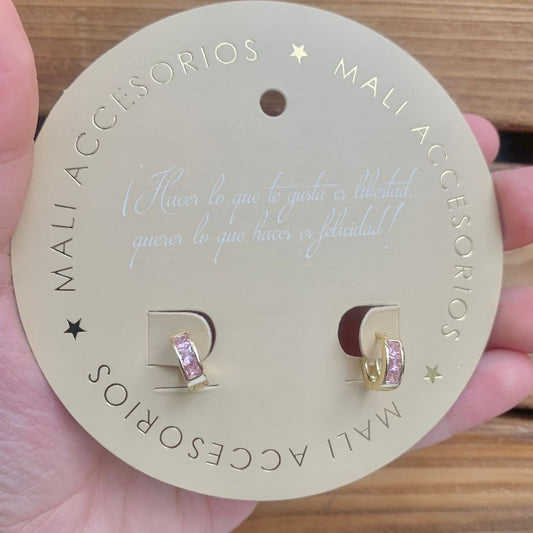 MALI ACCESORIOS ★ MALI ACCESORIOS ★ MALI ACCESORIOS ★
¡Hacer lo que te gusta es libertad,
querer lo que haces es felicidad!